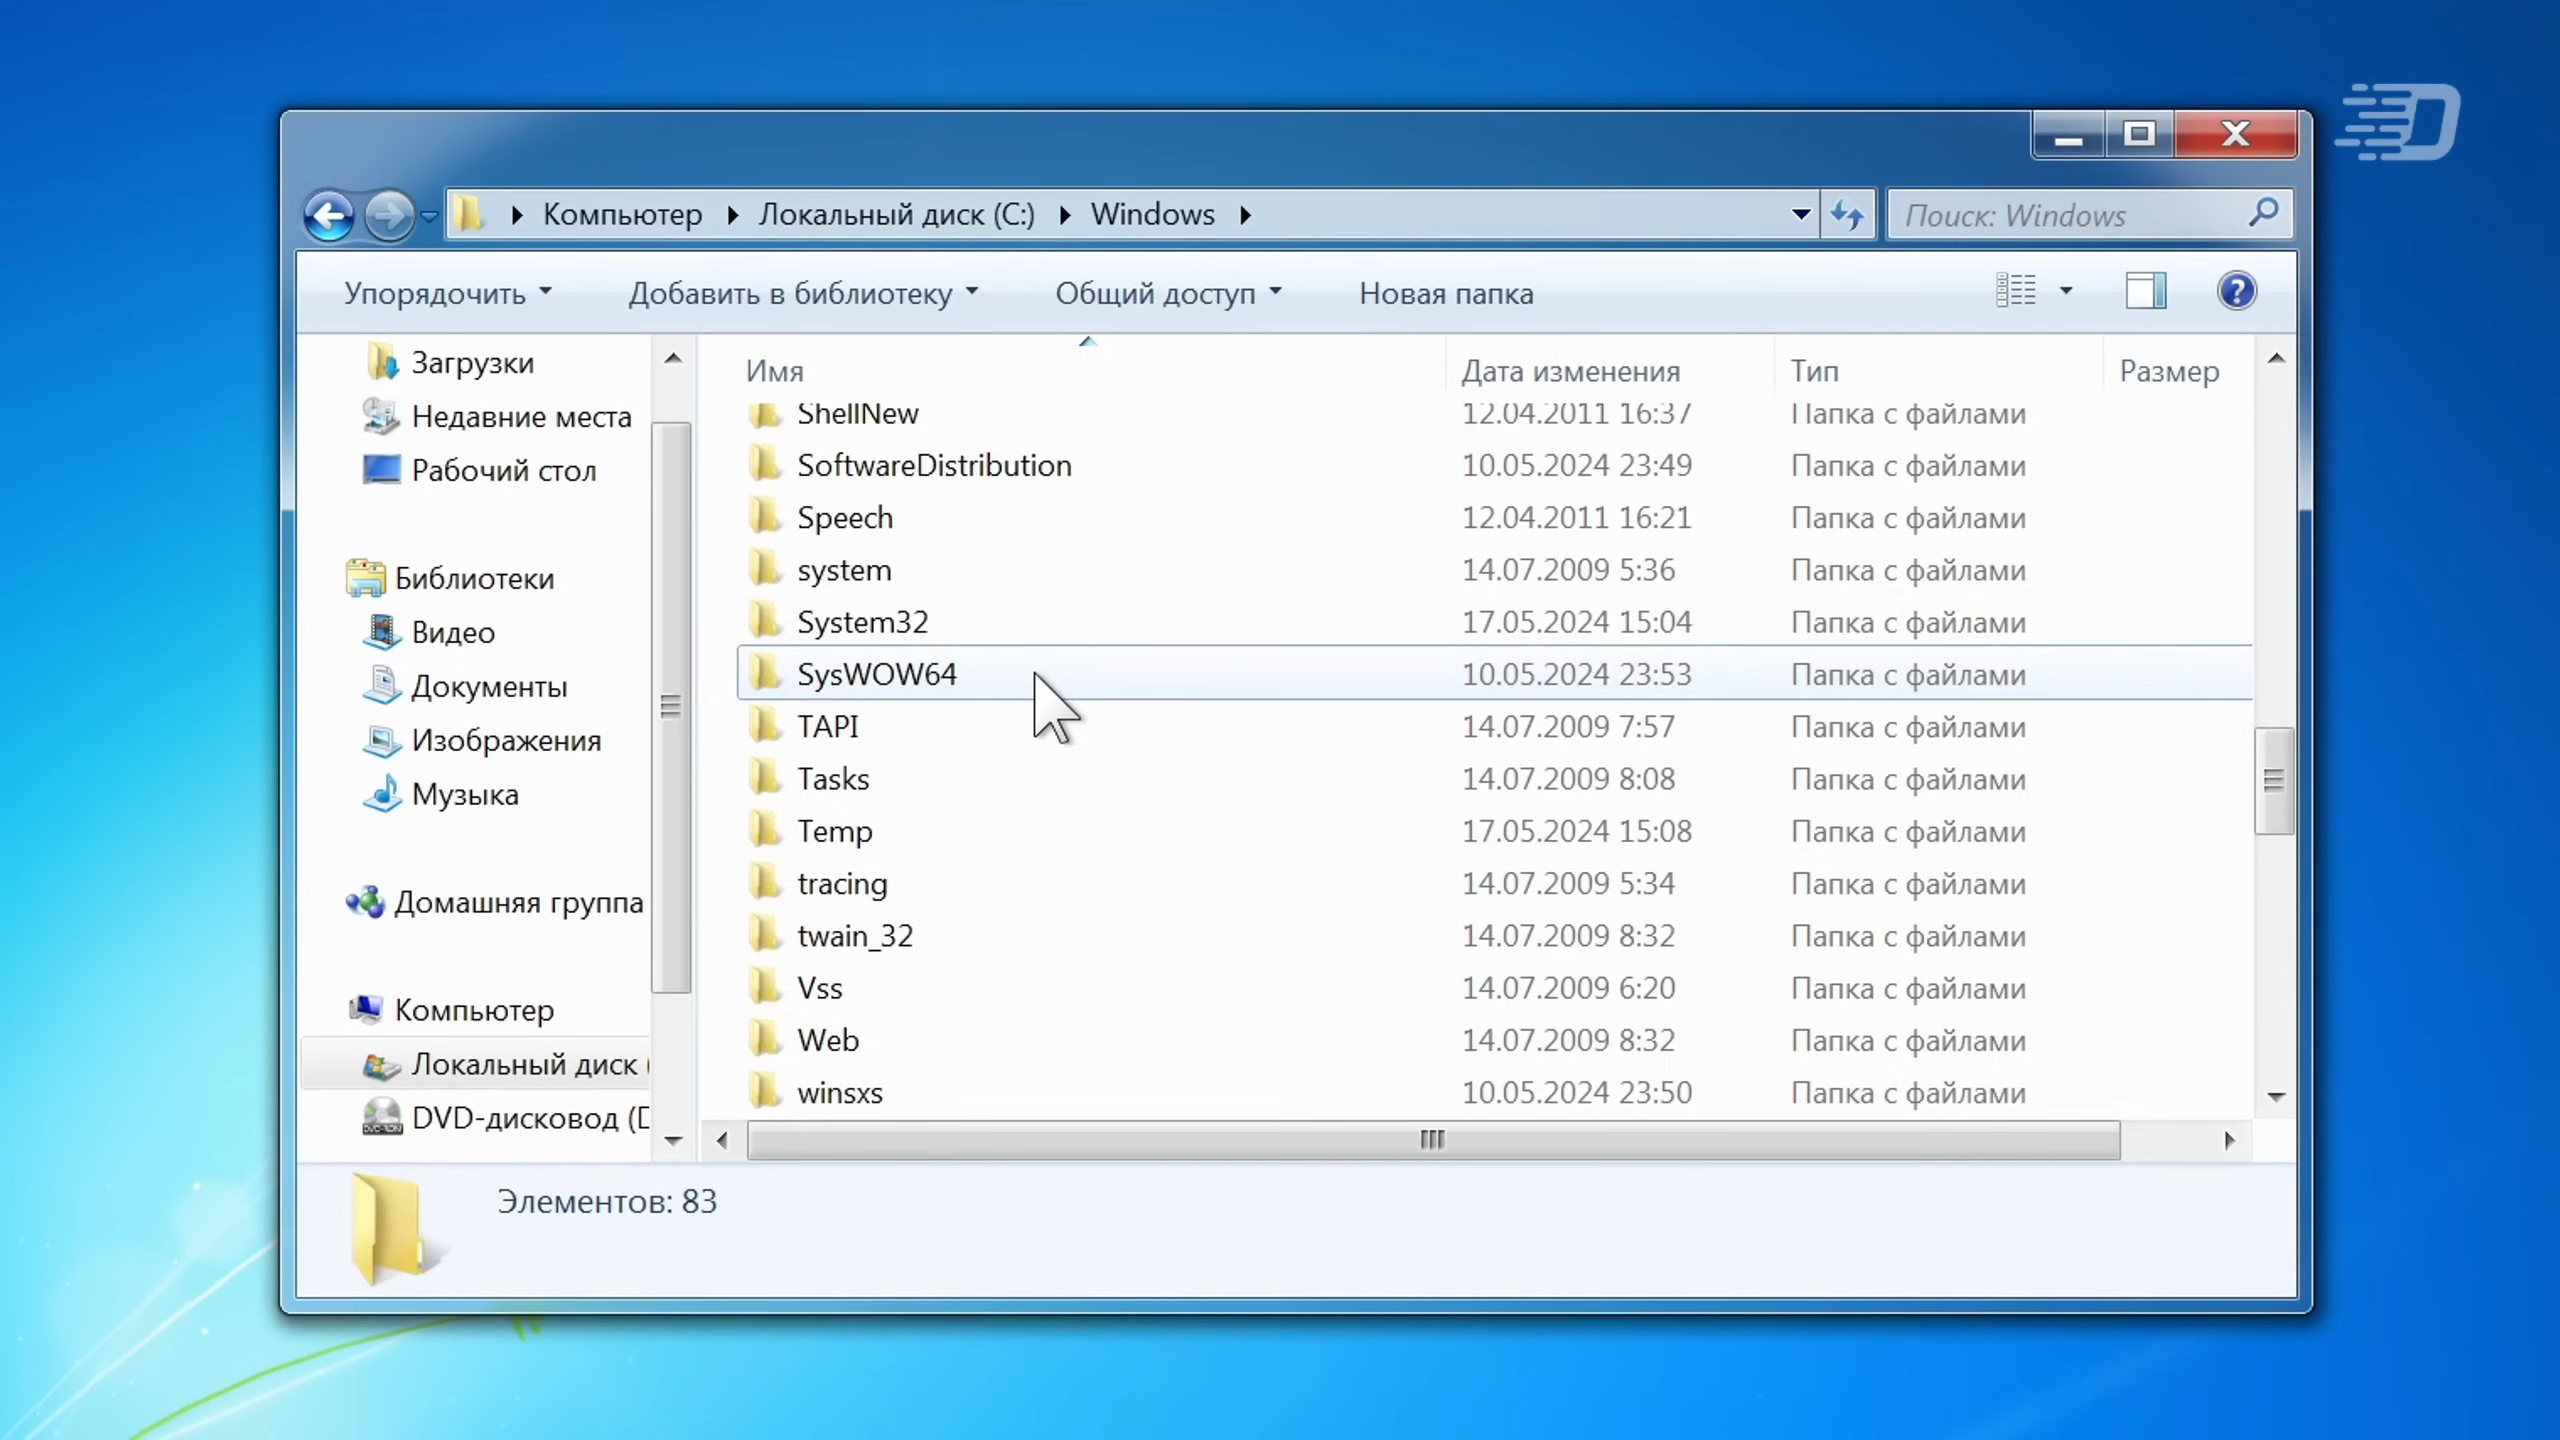 Компьютер Локальный диск (C:) Windows Поиск: Windows
Упорядочить Добавить в библиотеку Общий доступ Новая папка
Загрузки
Недавние места
Рабочий стол
Библиотеки
Видео
Документы
Изображения
Музыка
Домашняя группа
Компьютер
Локальный диск (
DVD-дисковод (D
Имя Дата изменения Тип Размер
ShellNew 12.04.2011 16:37 Папка с файлами
SoftwareDistribution 10.05.2024 23:49 Папка с файлами
Speech 12.04.2011 16:21 Папка с файлами
system 14.07.2009 5:36 Папка с файлами
System32 17.05.2024 15:04 Папка с файлами
SysWOW64 10.05.2024 23:53 Папка с файлами
TAPI 14.07.2009 7:57 Папка с файлами
Tasks 14.07.2009 8:08 Папка с файлами
Temp 17.05.2024 15:08 Папка с файлами
tracing 14.07.2009 5:34 Папка с файлами
twain_32 14.07.2009 8:32 Папка с файлами
Vss 14.07.2009 6:20 Папка с файлами
Web 14.07.2009 8:32 Папка с файлами
winsxs 10.05.2024 23:50 Папка с файлами
Элементов: 83